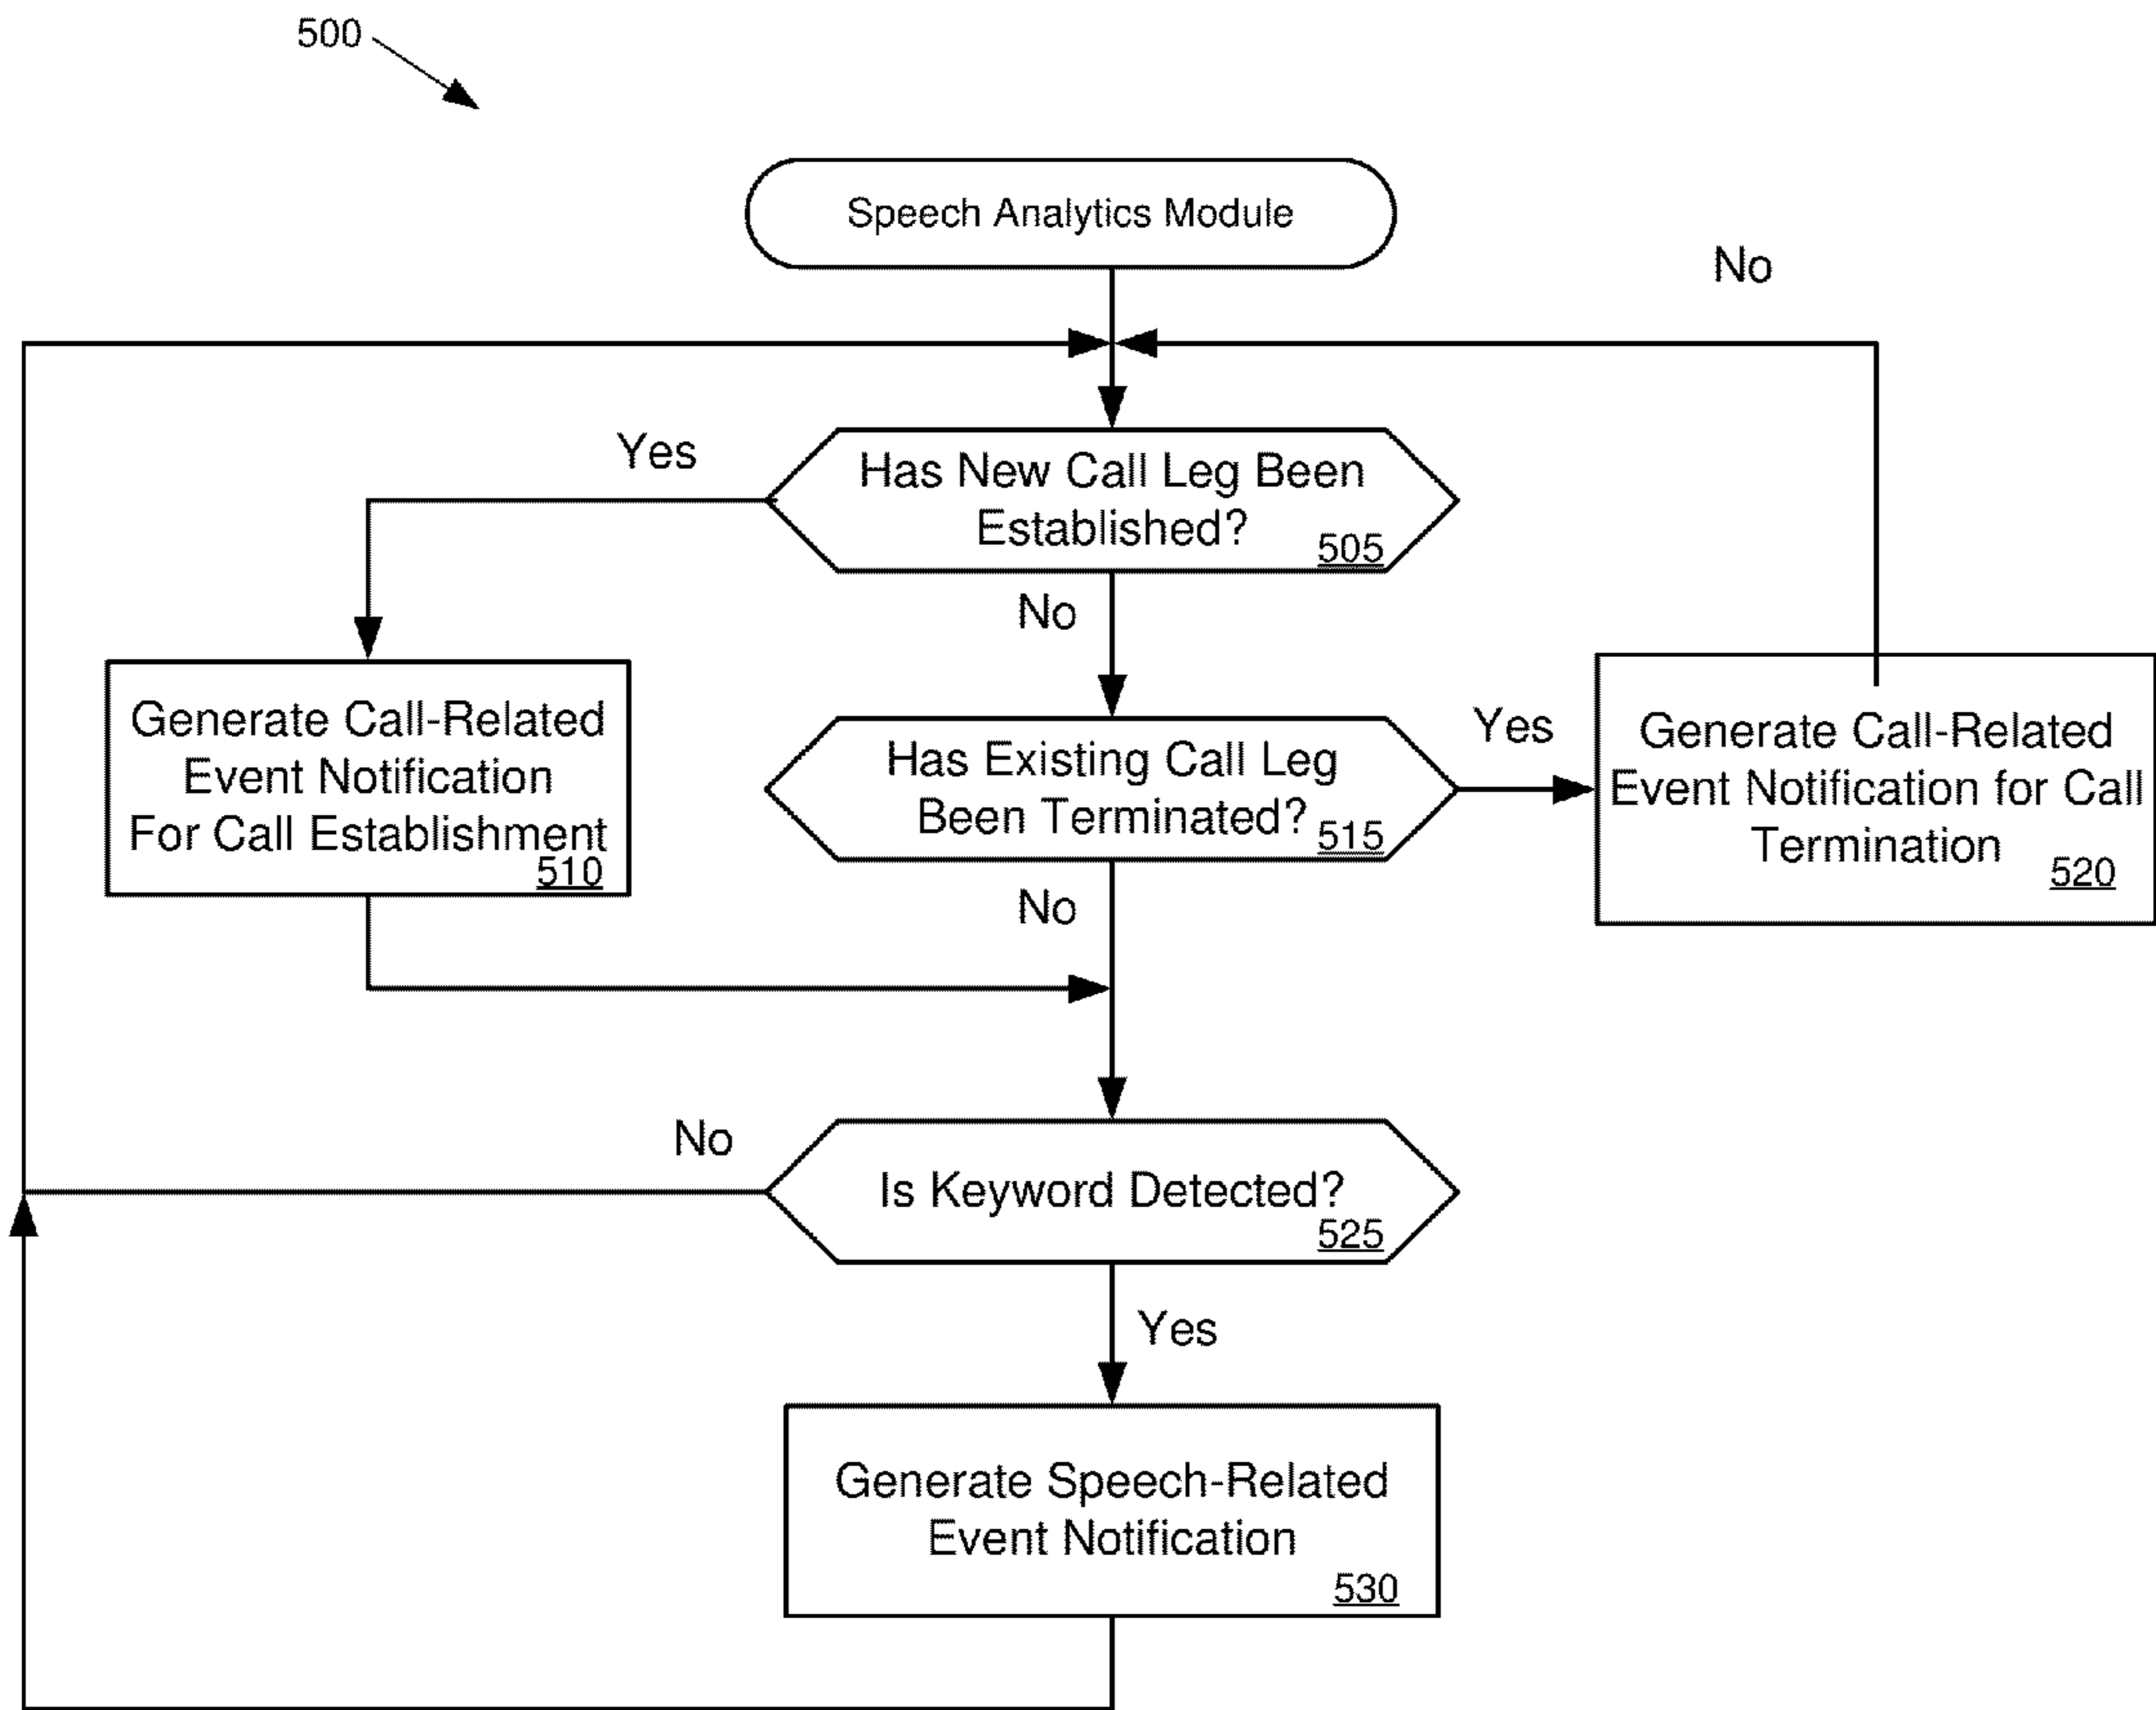 500
Speech Analytics Module
No
Yes
Has New Call Leg Been
Established?
505
No
Generate Call-Related
Event Notification
For Call Establishment
510
Has Existing Call Leg
Been Terminated?
515
Yes
Generate Call-Related
Event Notification for Call
Termination
520
No
No
Is Keyword Detected?
525
Yes
Generate Speech-Related
Event Notification
530